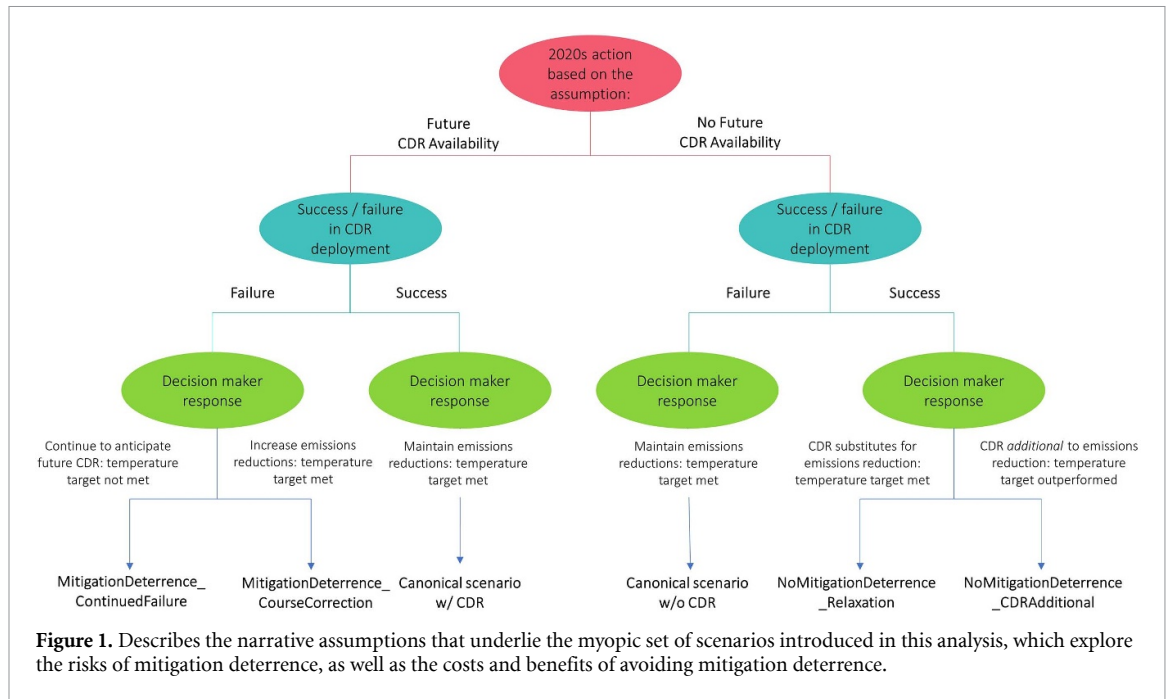 2020s action
based on the
assumption:
Future
CDR Availability
No Future
CDR Availability
Success / failure
in CDR
deployment
Success / failure
in CDR
deployment
Failure
Success
Failure
Success
Decision maker
response
Decision maker
response
Decision maker
response
Decision maker
response
Continue to anticipate
future CDR: temperature
target not met
Increase emissions
reductions: temperature
target met
Maintain emissions
reductions: temperature
target met
Maintain emissions
reductions: temperature
target met
CDR substitutes for
emissions reduction:
temperature target met
CDR additional to emissions
reduction: temperature
target outperformed
MitigationDeterrence_
ContinuedFailure
MitigationDeterrence_
CourseCorrection
Canonical scenario
w/ CDR
Canonical scenario
w/o CDR
NoMitigationDeterrence
_Relaxation
NoMitigationDeterrence
_CDRAdditional
Figure 1. Describes the narrative assumptions that underlie the myopic set of scenarios introduced in this analysis, which explore
the risks of mitigation deterrence, as well as the costs and benefits of avoiding mitigation deterrence.